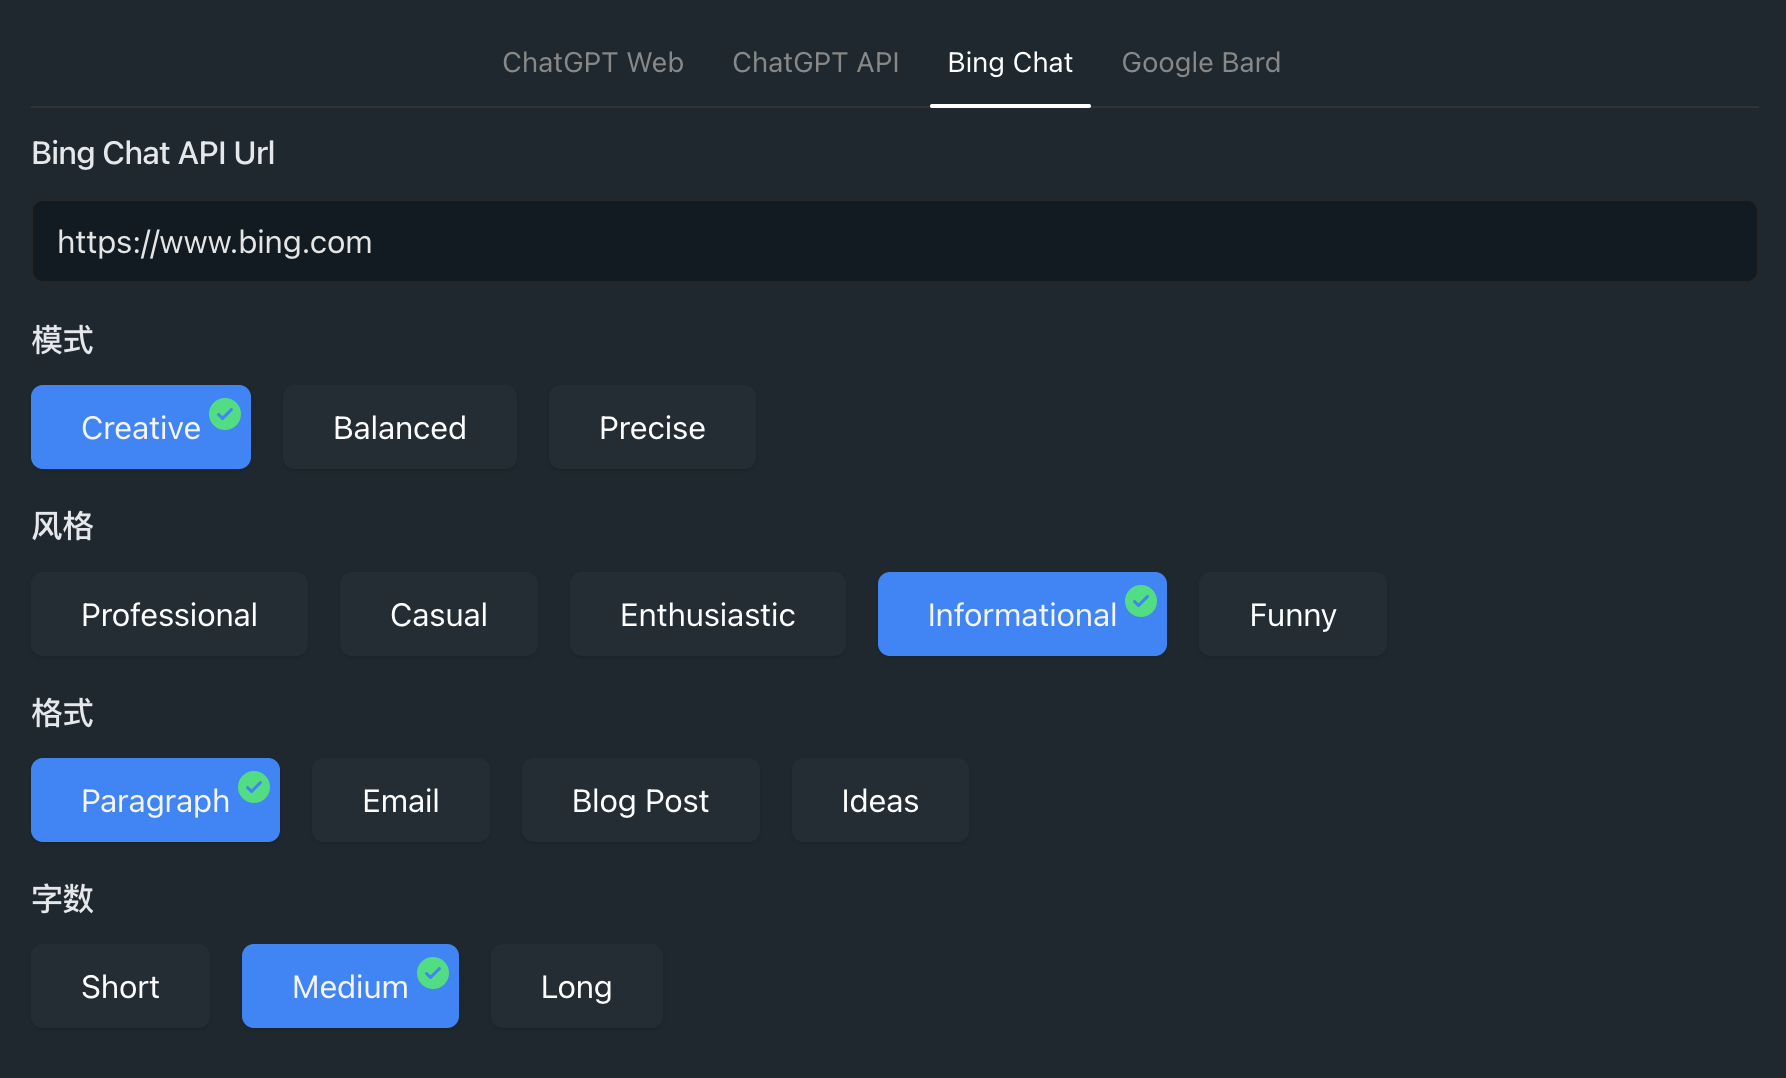 ChatGPT Web ChatGPT API Bing Chat Google Bard
Bing Chat API Url
https://www.bing.com
模式
Creative Balanced Precise
风格
Professional Casual Enthusiastic Informational Funny
格式
Paragraph Email Blog Post Ideas
字数
Short Medium Long